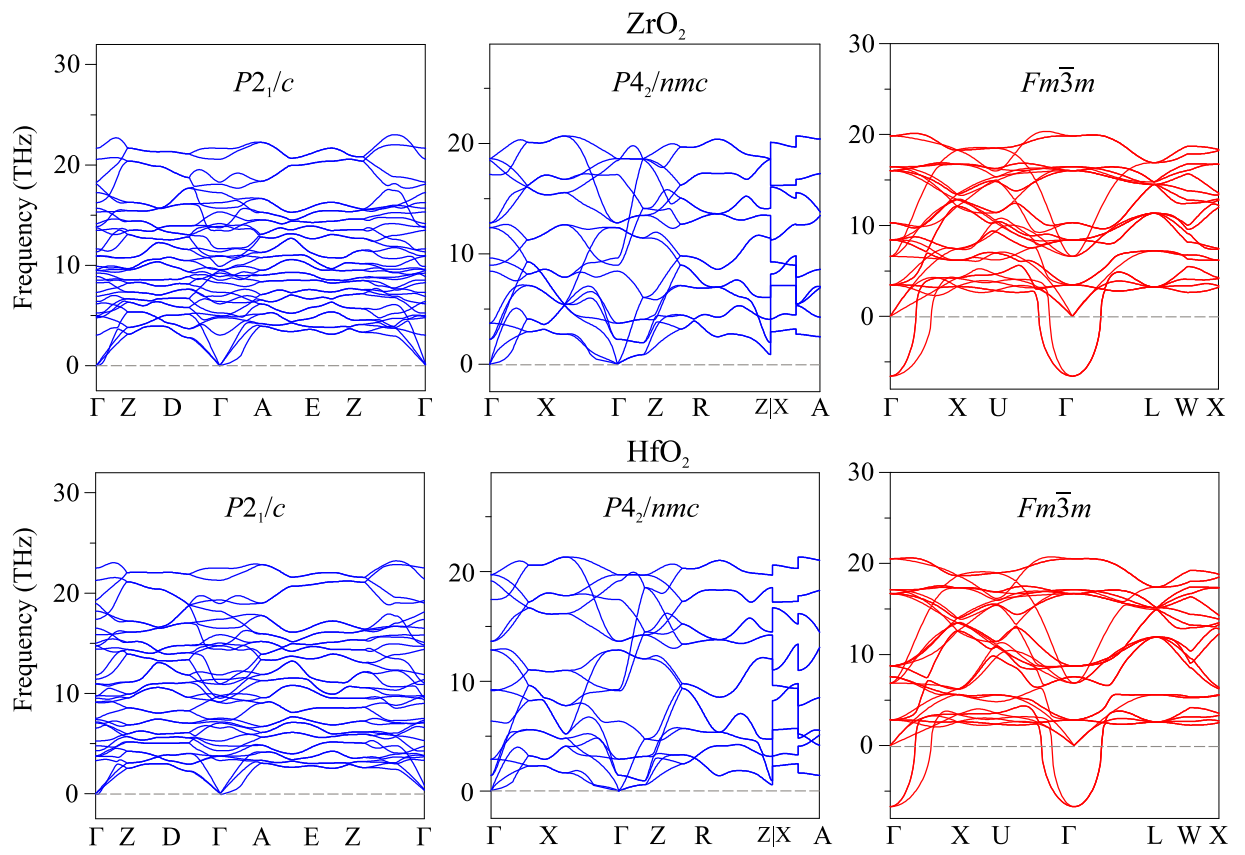 ZrO₂
P2₁/c
P4₂/nmc
Fm3̅m
Frequency (THz)
30
20
10
0
20
10
0
30
20
10
0
Γ Z D Γ A E Z Γ
Γ X Γ Z R Z|X A
Γ X U Γ L W X
HfO₂
P2₁/c
P4₂/nmc
Fm3̅m
Frequency (THz)
30
20
10
0
20
10
0
30
20
10
0
Γ Z D Γ A E Z Γ
Γ X Γ Z R Z|X A
Γ X U Γ L W X